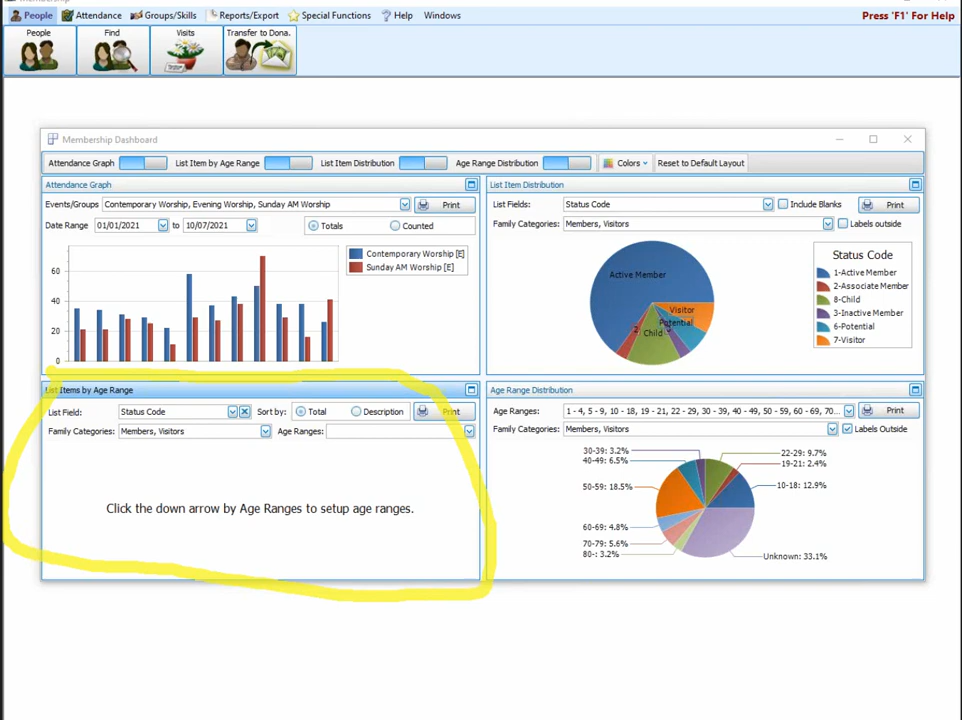 People Attendance Groups/Skills Reports/Export Special Functions Help Windows Press 'F1' For Help
People Find Visits Transfer to Dona.
Membership Dashboard
Attendance Graph List Item by Age Range List Item Distribution Age Range Distribution Colors Reset to Default Layout
Attendance Graph
Events/Groups Contemporary Worship, Evening Worship, Sunday AM Worship Print
Date Range 01/01/2021 to 10/07/2021 Totals Counted
Contemporary Worship [E]
Sunday AM Worship [E]
60
40
20
0
List Item Distribution
List Fields: Status Code Include Blanks Print
Family Categories: Members, Visitors Labels outside
Active Member
Visitor
Potential
Child
2
Status Code
1-Active Member
2-Associate Member
8-Child
3-Inactive Member
6-Potential
7-Visitor
List Items by Age Range
List Field: Status Code Sort by: Total Description Print
Family Categories: Members, Visitors Age Ranges:
Click the down arrow by Age Ranges to setup age ranges.
Age Range Distribution
Age Ranges: 1 - 4, 5 - 9, 10 - 18, 19 - 21, 22 - 29, 30 - 39, 40 - 49, 50 - 59, 60 - 69, 70... Print
Family Categories: Members, Visitors Labels Outside
30-39: 3.2%
40-49: 6.5%
50-59: 18.5%
60-69: 4.8%
70-79: 5.6%
80-: 3.2%
22-29: 9.7%
19-21: 2.4%
10-18: 12.9%
Unknown: 33.1%